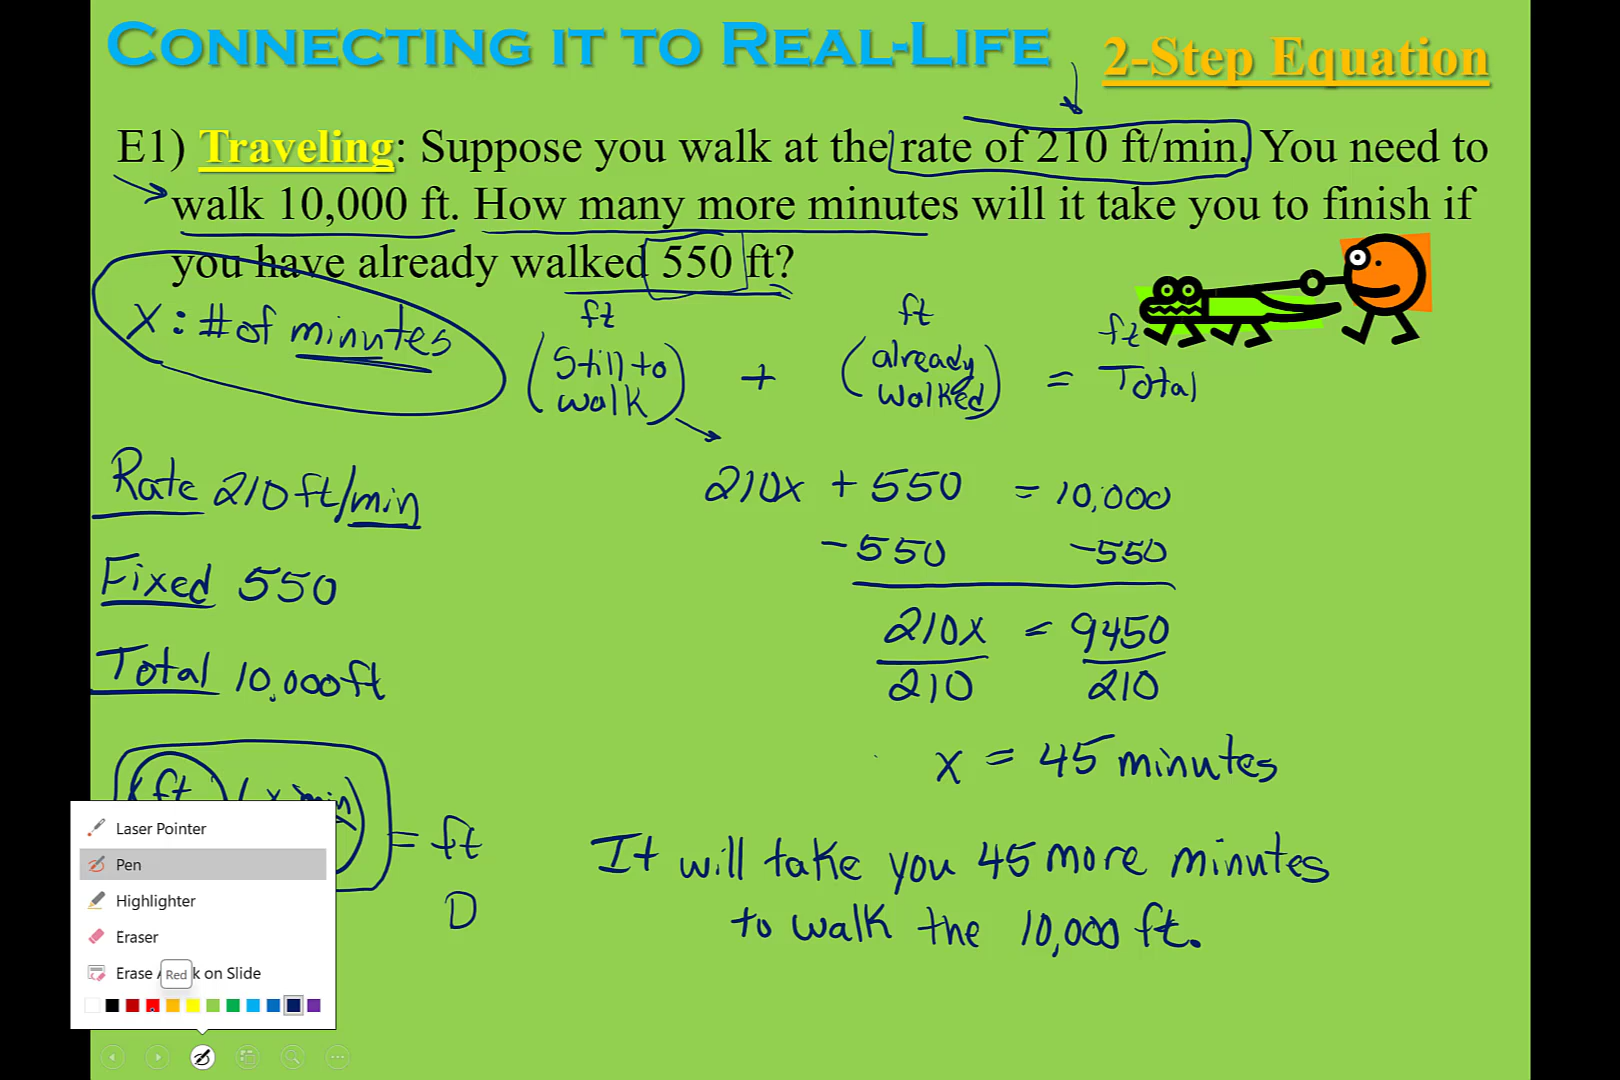 CONNECTING IT TO REAL-LIFE 2-Step Equation
E1) Traveling: Suppose you walk at the rate of 210 ft/min. You need to
walk 10,000 ft. How many more minutes will it take you to finish if
you have already walked 550 ft?
x : # of minutes
ft ft ft
(Still to walk) + (already walked) = Total
Rate 210 ft/min
Fixed 550
Total 10,000 ft
210x + 550 = 10,000
-550 -550
210x = 9450
210 210
x = 45 minutes
ft x min = ft
D
It will take you 45 more minutes
to walk the 10,000 ft.
Laser Pointer
Pen
Highlighter
Eraser
Erase k on Slide
Red